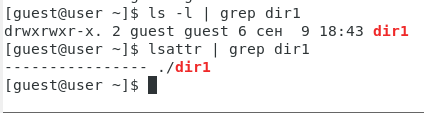 [guest@user ~]$ ls -l | grep dir1
drwxrwxr-x. 2 guest guest 6 сен  9 18:43 dir1
[guest@user ~]$ lsattr | grep dir1
---------------- ./dir1
[guest@user ~]$